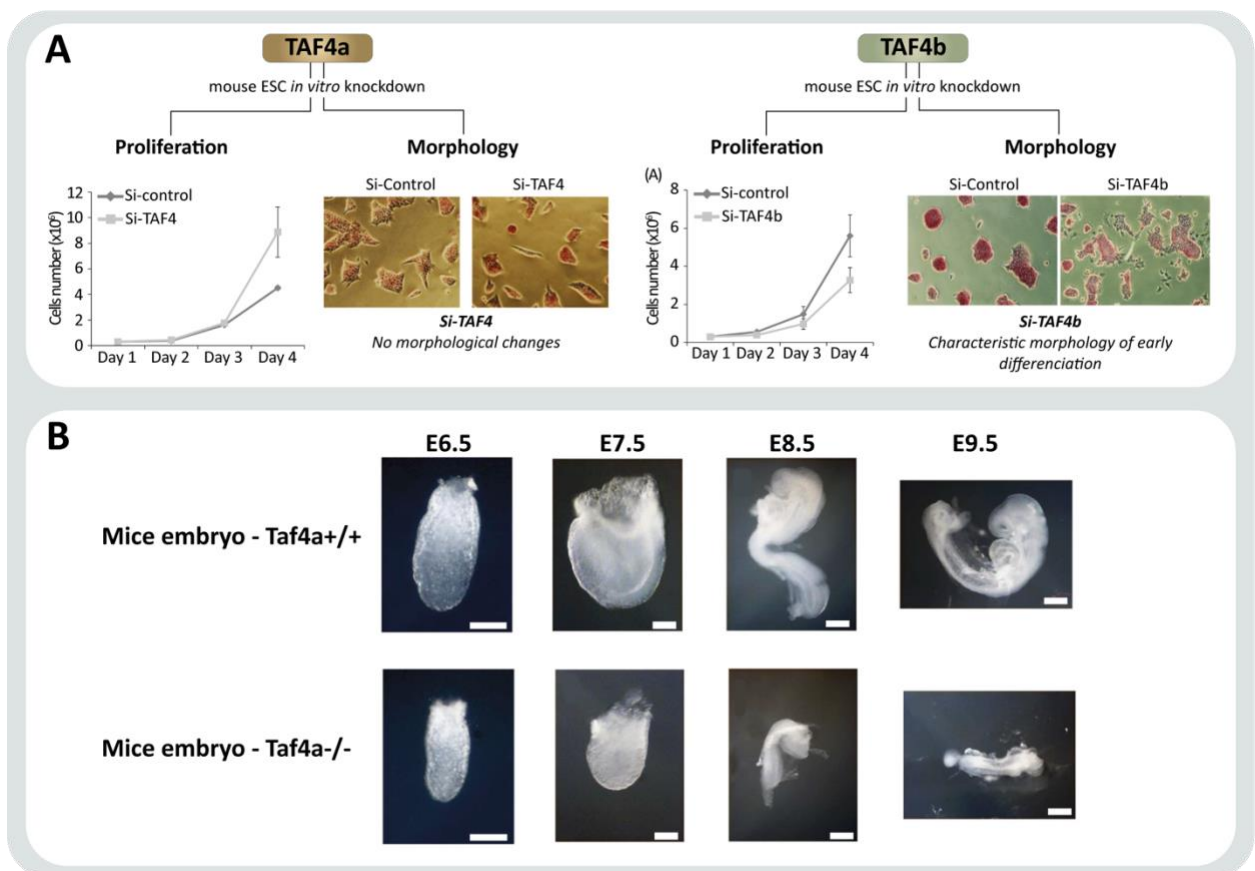 A
TAF4a
mouse ESC in vitro knockdown
Proliferation
Morphology
12
10
8
6
4
2
0
Cells number (x10⁶)
Si-control
Si-TAF4
Day 1 Day 2 Day 3 Day 4
Si-Control
Si-TAF4
Si-TAF4
No morphological changes
TAF4b
mouse ESC in vitro knockdown
Proliferation
Morphology
(A)
8
6
4
2
0
Cells number (x10⁶)
Si-control
Si-TAF4b
Day 1 Day 2 Day 3 Day 4
Si-Control
Si-TAF4b
Si-TAF4b
Characteristic morphology of early
differenciation
B
E6.5 E7.5 E8.5 E9.5
Mice embryo - Taf4a+/+
Mice embryo - Taf4a-/-